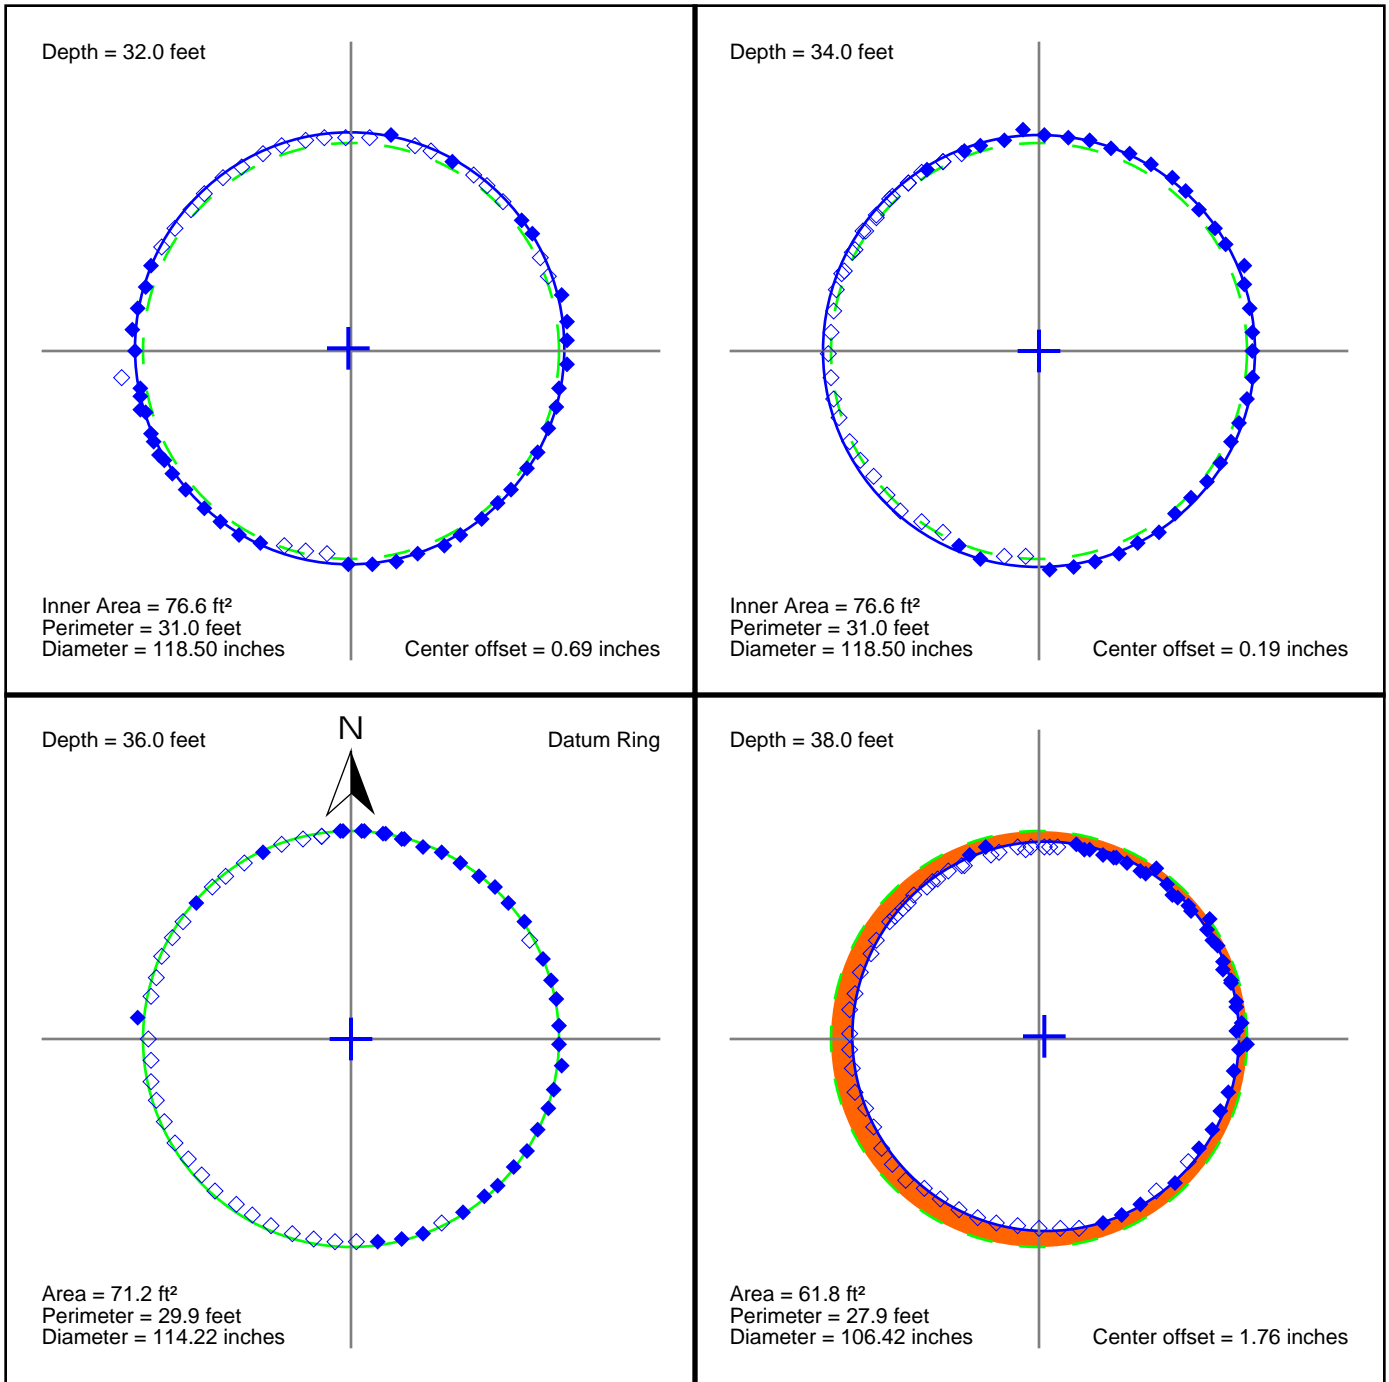 Depth = 32.0 feet
Inner Area = 76.6 ft²
Perimeter = 31.0 feet
Diameter = 118.50 inches
Center offset = 0.69 inches
Depth = 34.0 feet
Inner Area = 76.6 ft²
Perimeter = 31.0 feet
Diameter = 118.50 inches
Center offset = 0.19 inches
Depth = 36.0 feet
N
Datum Ring
Area = 71.2 ft²
Perimeter = 29.9 feet
Diameter = 114.22 inches
Depth = 38.0 feet
Area = 61.8 ft²
Perimeter = 27.9 feet
Diameter = 106.42 inches
Center offset = 1.76 inches